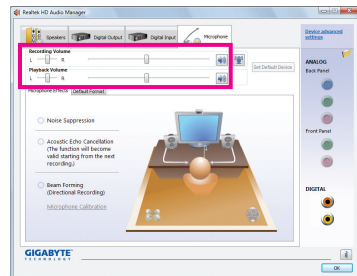 Realtek HD Audio Manager
Speakers
Digital Output
Digital Input
Microphone
Device advanced
settings
Recording Volume
L
R
Set Default Device
Playback Volume
L
R
Microphone Effects
Default Format
ANALOG
Back Panel
Noise Suppression
Acoustic Echo Cancellation
(The function will become
valid starting from the next
recording.)
Beam Forming
(Directional Recording)
Microphone Calibration
Front Panel
DIGITAL
GIGABYTE
TECHNOLOGY
i
OK